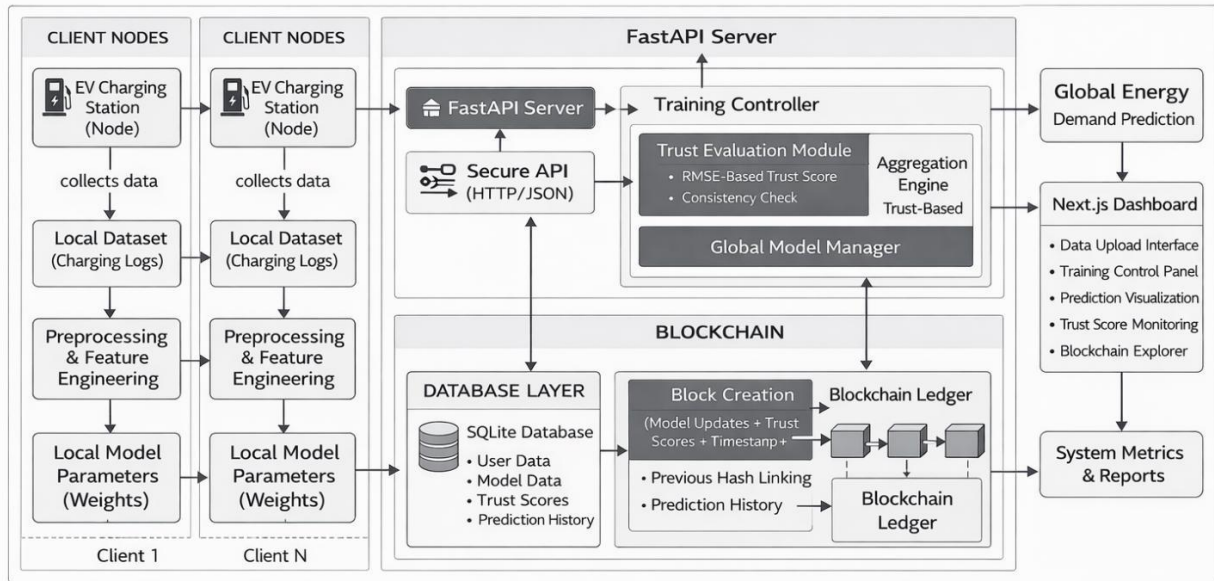 CLIENT NODES
EV Charging
Station
(Node)
collects data
Local Dataset
(Charging Logs)
Preprocessing
& Feature
Engineering
Local Model
Parameters
(Weights)
Client 1
CLIENT NODES
EV Charging
Station
(Node)
collects data
Local Dataset
(Charging Logs)
Preprocessing
& Feature
Engineering
Local Model
Parameters
(Weights)
Client N
FastAPI Server
FastAPI Server
Secure API
(HTTP/JSON)
Training Controller
Trust Evaluation Module
• RMSE-Based Trust Score
• Consistency Check
Aggregation
Engine
Trust-Based
Global Model Manager
BLOCKCHAIN
DATABASE LAYER
SQLite Database
• User Data
• Model Data
• Trust Scores
• Prediction History
Block Creation
(Model Updates + Trust
Scores + Timestanp+
• Previous Hash Linking
• Prediction History
Blockchain Ledger
Blockchain
Ledger
Global Energy
Demand Prediction
Next.js Dashboard
• Data Upload Interface
• Training Control Panel
• Prediction Visualization
• Trust Score Monitoring
• Blockchain Explorer
System Metrics
& Reports